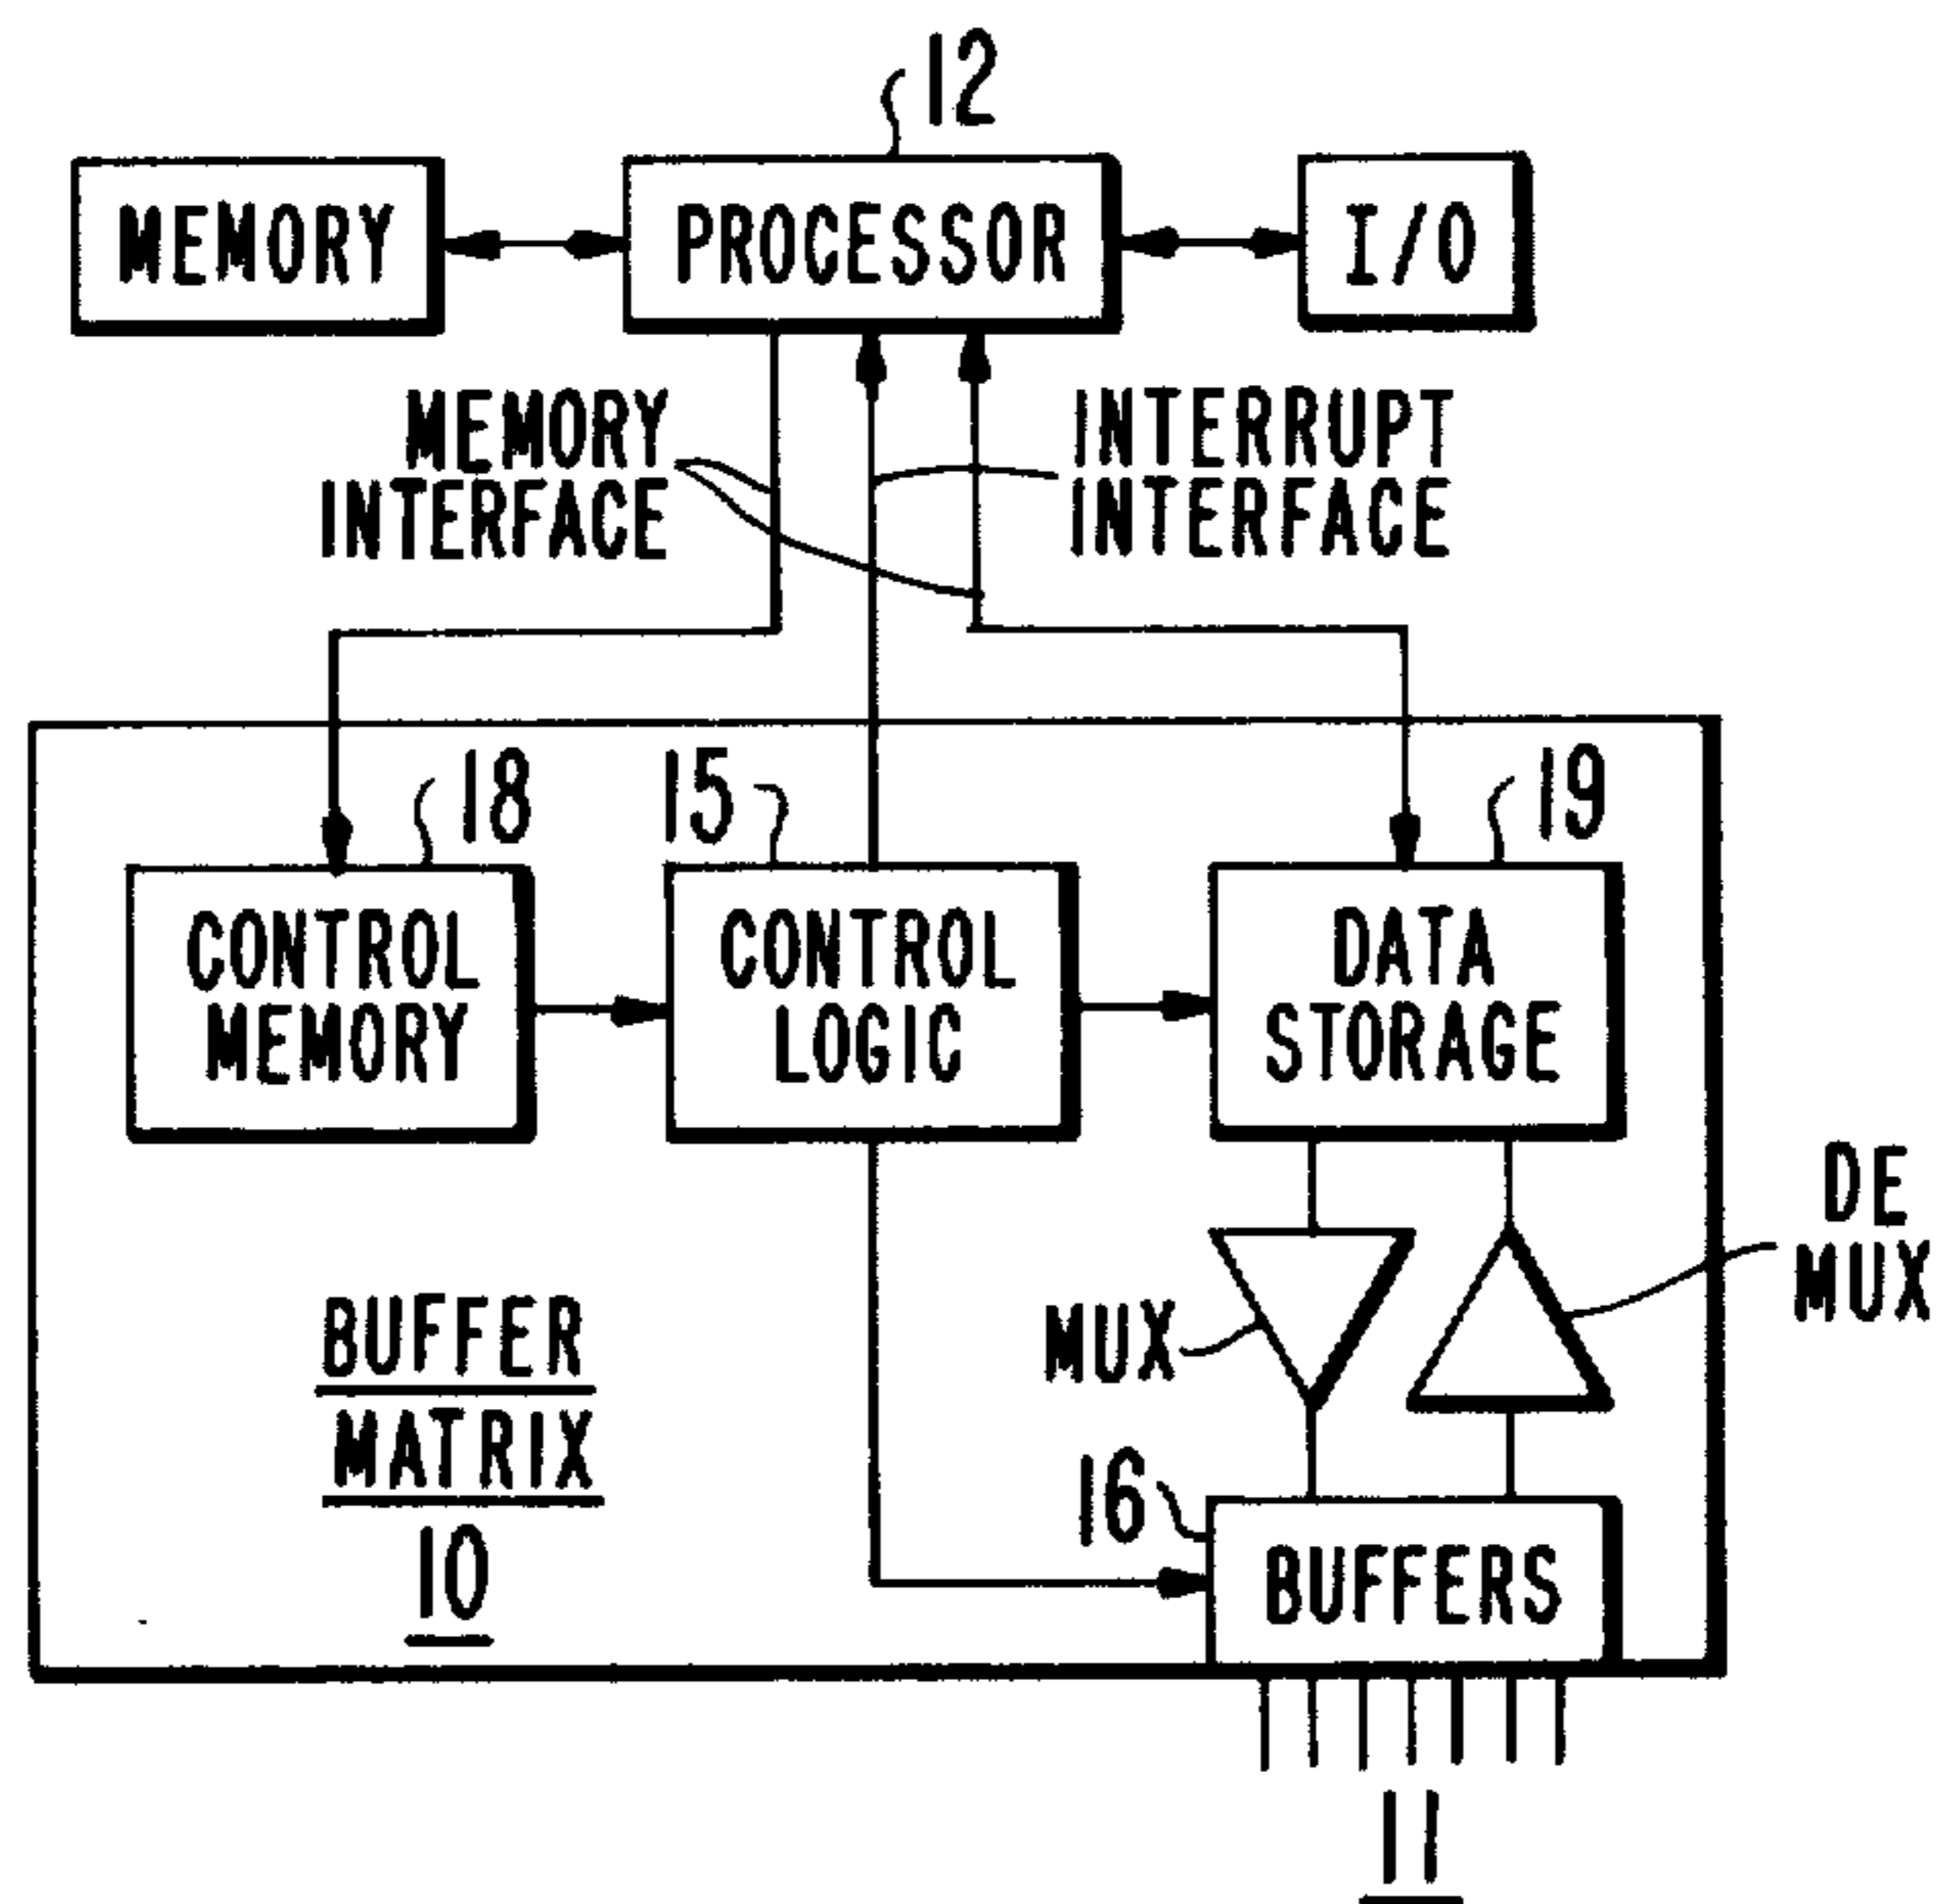 12
MEMORY
PROCESSOR
I/O
MEMORY
INTERFACE
INTERRUPT
INTERFACE
18
15
19
CONTROL
MEMORY
CONTROL
LOGIC
DATA
STORAGE
DE
MUX
MUX
BUFFER
MATRIX
10
16
BUFFERS
11